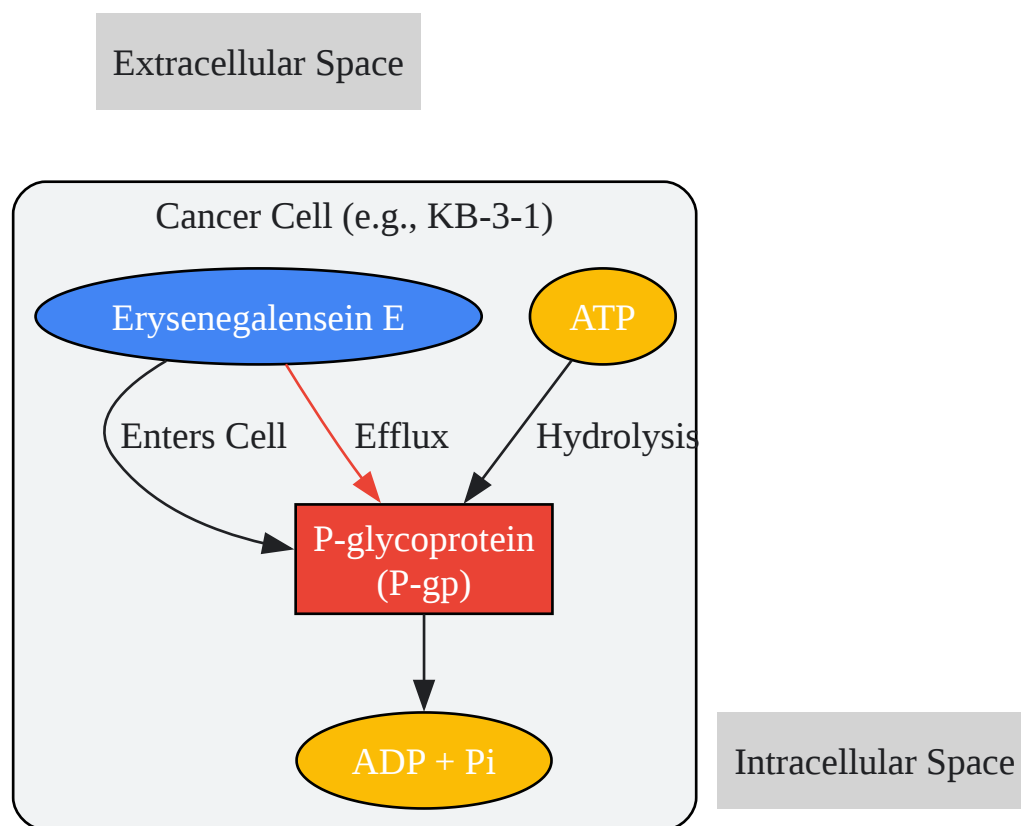 Extracellular Space
Cancer Cell (e.g., KB-3-1)
Erysenegalensein E
ATP
Enters Cell
Efflux
Hydrolysis
P-glycoprotein
(P-gp)
ADP + Pi
Intracellular Space